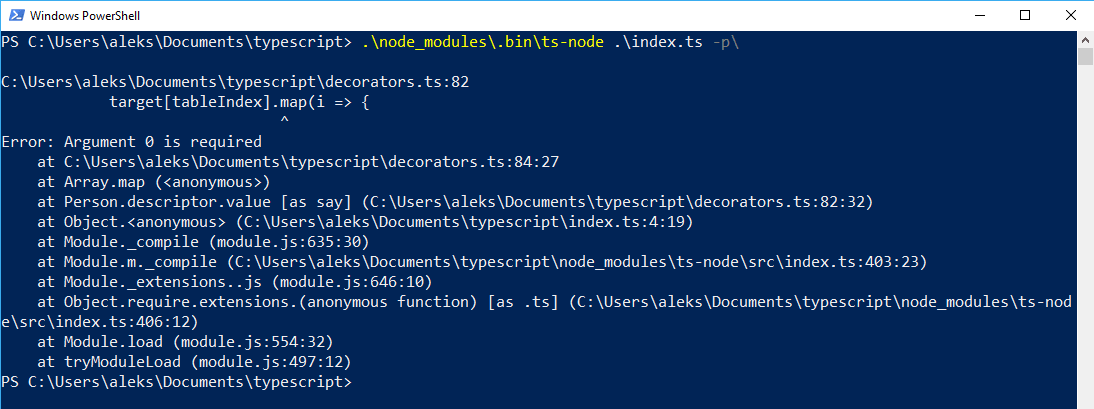 Windows PowerShell
PS C:\Users\aleks\Documents\typescript> .\node_modules\.bin\ts-node .\index.ts -p\
C:\Users\aleks\Documents\typescript\decorators.ts:82
            target[tableIndex].map(i => {
                               ^
Error: Argument 0 is required
    at C:\Users\aleks\Documents\typescript\decorators.ts:84:27
    at Array.map (<anonymous>)
    at Person.descriptor.value [as say] (C:\Users\aleks\Documents\typescript\decorators.ts:82:32)
    at Object.<anonymous> (C:\Users\aleks\Documents\typescript\index.ts:4:19)
    at Module._compile (module.js:635:30)
    at Module.m._compile (C:\Users\aleks\Documents\typescript\node_modules\ts-node\src\index.ts:403:23)
    at Module._extensions..js (module.js:646:10)
    at Object.require.extensions.(anonymous function) [as .ts] (C:\Users\aleks\Documents\typescript\node_modules\ts-nod
e\src\index.ts:406:12)
    at Module.load (module.js:554:32)
    at tryModuleLoad (module.js:497:12)
PS C:\Users\aleks\Documents\typescript>